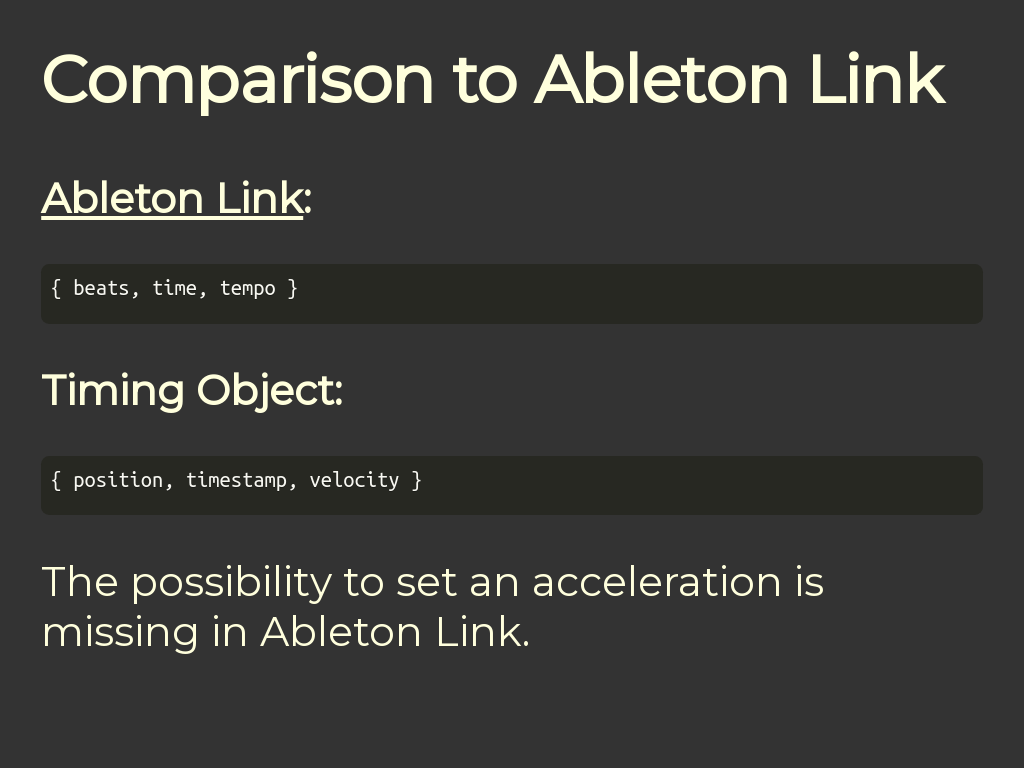 Comparison to Ableton Link
Ableton Link:
{ beats, time, tempo }
Timing Object:
{ position, timestamp, velocity }
The possibility to set an acceleration is
missing in Ableton Link.